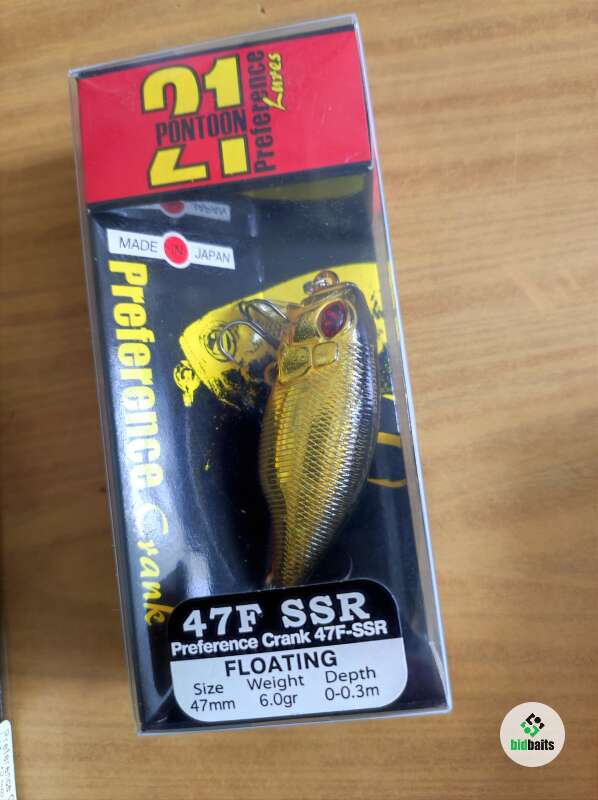 21
PONTOON
Preference
Lures
MADE IN JAPAN
Preference Crank
47F SSR
Preference Crank 47F-SSR
FLOATING
Size Weight Depth
47mm 6.0gr 0-0.3m
bidbaits